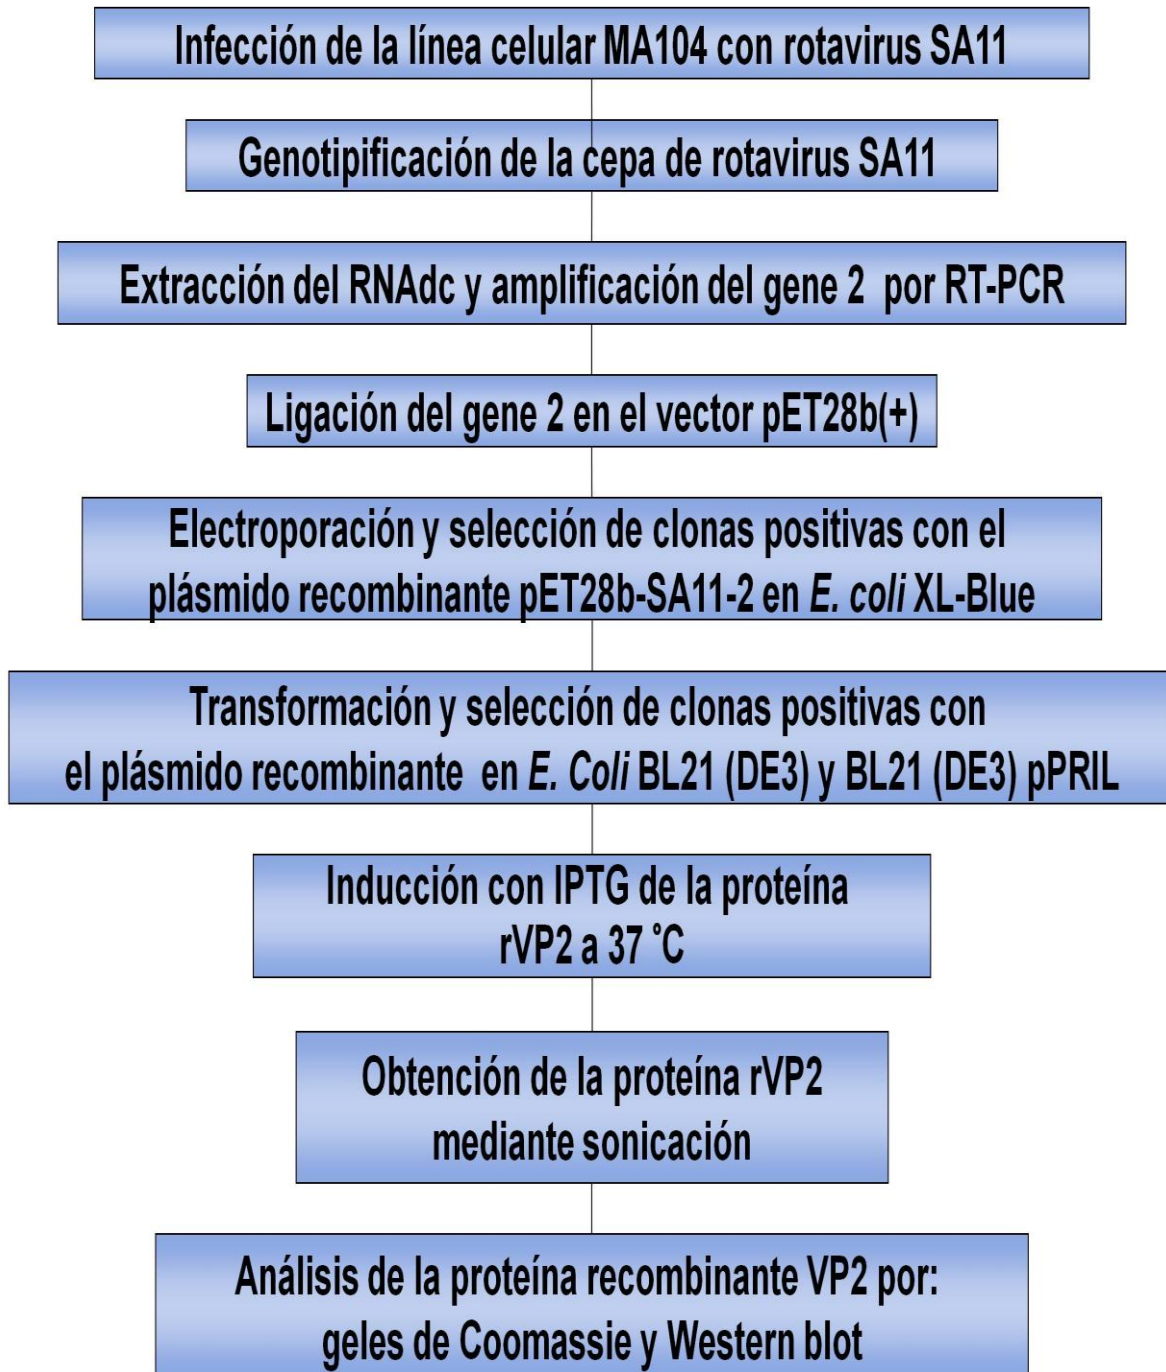 Infección de la línea celular MA104 con rotavirus SA11
Genotipificación de la cepa de rotavirus SA11
Extracción del RNAdc y amplificación del gene 2 por RT-PCR
Ligación del gene 2 en el vector pET28b(+)
Electroporación y selección de clonas positivas con el
plásmido recombinante pET28b-SA11-2 en E. coli XL-Blue
Transformación y selección de clonas positivas con
el plásmido recombinante en E. Coli BL21 (DE3) y BL21 (DE3) pPRIL
Inducción con IPTG de la proteína
rVP2 a 37 °C
Obtención de la proteína rVP2
mediante sonicación
Análisis de la proteína recombinante VP2 por:
geles de Coomassie y Western blot